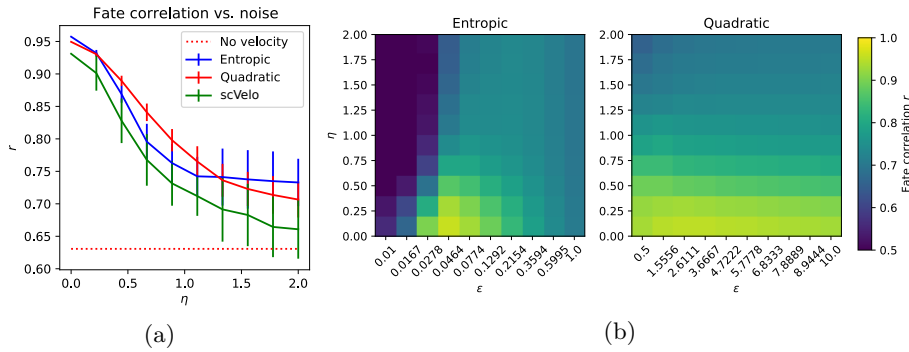 Fate correlation vs. noise
0.95
0.90
0.85
0.80
0.75
0.70
0.65
0.60
r
No velocity
Entropic
Quadratic
scVelo
0.0 0.5 1.0 1.5 2.0
η
(a)
Entropic
2.00
1.75
1.50
1.25
1.00
0.75
0.50
0.25
0.00
η
0.01 0.0167 0.0278 0.0464 0.0774 0.1292 0.2154 0.3594 0.5995 1.0
ε
Quadratic
2.00
1.75
1.50
1.25
1.00
0.75
0.50
0.25
0.00
0.5 1.5556 2.6111 3.6667 4.7222 5.7778 6.8333 7.8889 8.9444 10.0
ε
1.0
0.9
0.8
0.7
0.6
0.5
Fate correlation r
(b)